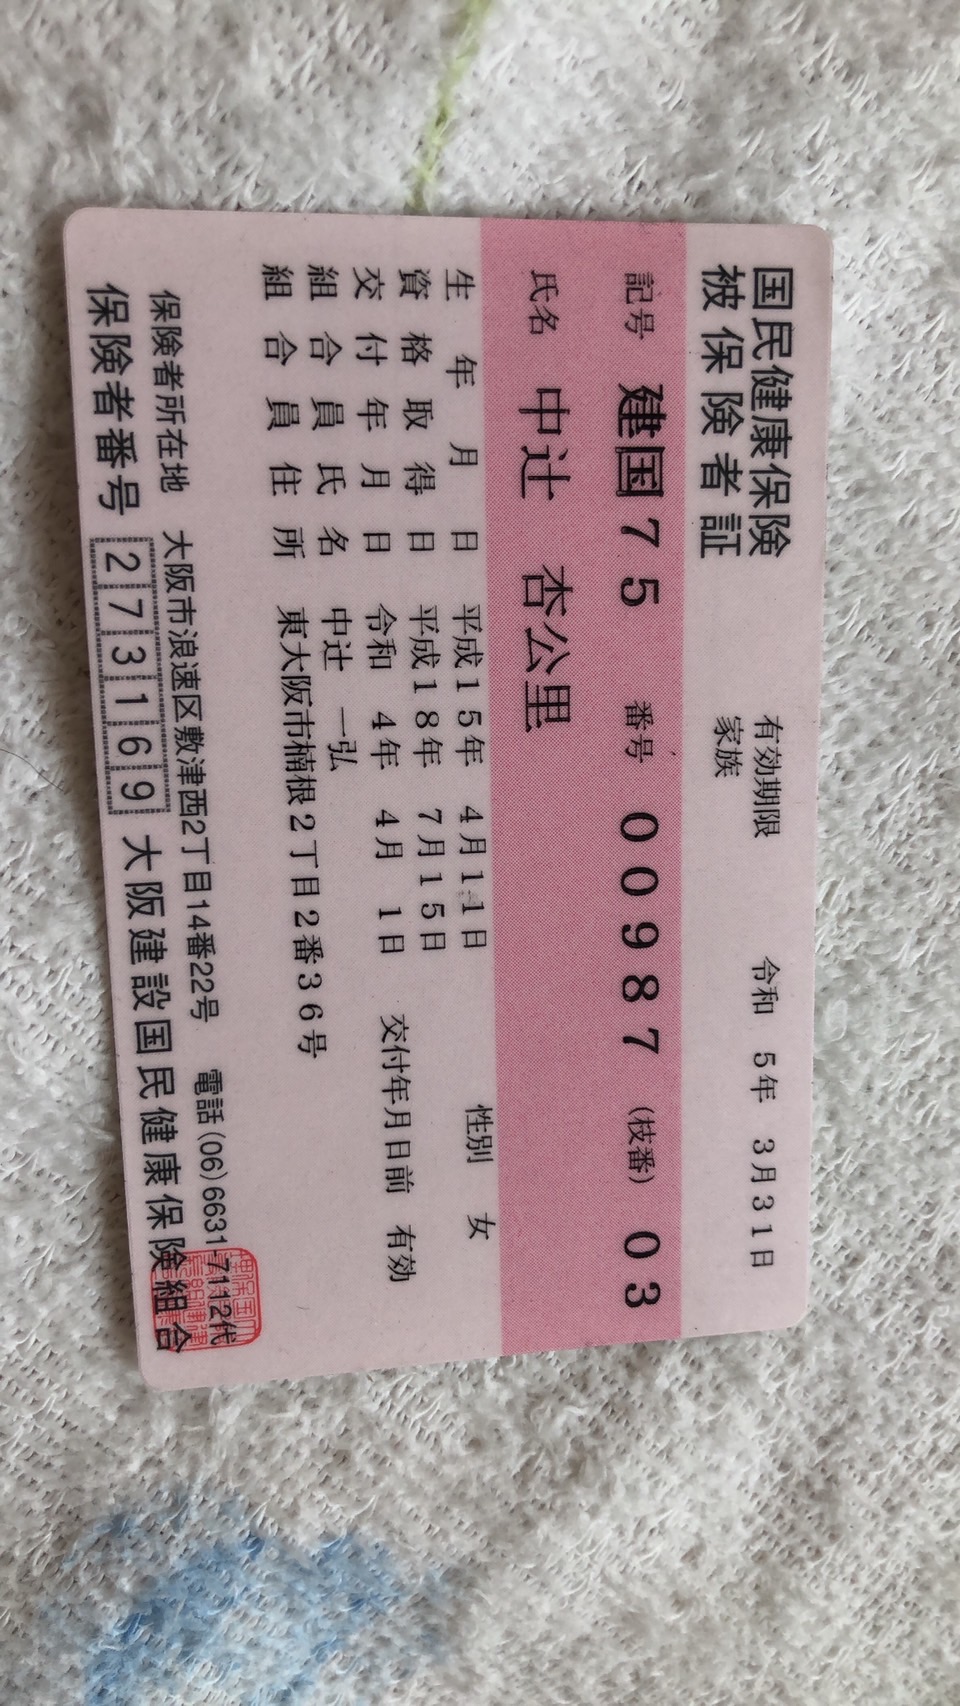 国民健康保険 有効期限 令和 5年 3月31日
被保険者証 家族
記号 建国75 番号 00987 (枝番) 03
氏名 中辻 杏公里
生年月日 平成15年 4月11日 性別 女
資格取得日 平成18年 7月15日
交付年月日 令和 4年 4月 1日 交付年月日前 有効
組合員氏名 中辻 一弘
組合員住所 東大阪市楠根2丁目2番36号
保険者所在地 大阪市浪速区敷津西2丁目14番22号 電話(06)6631-7112代
保険者番号 273169 大阪建設国民健康保険組合